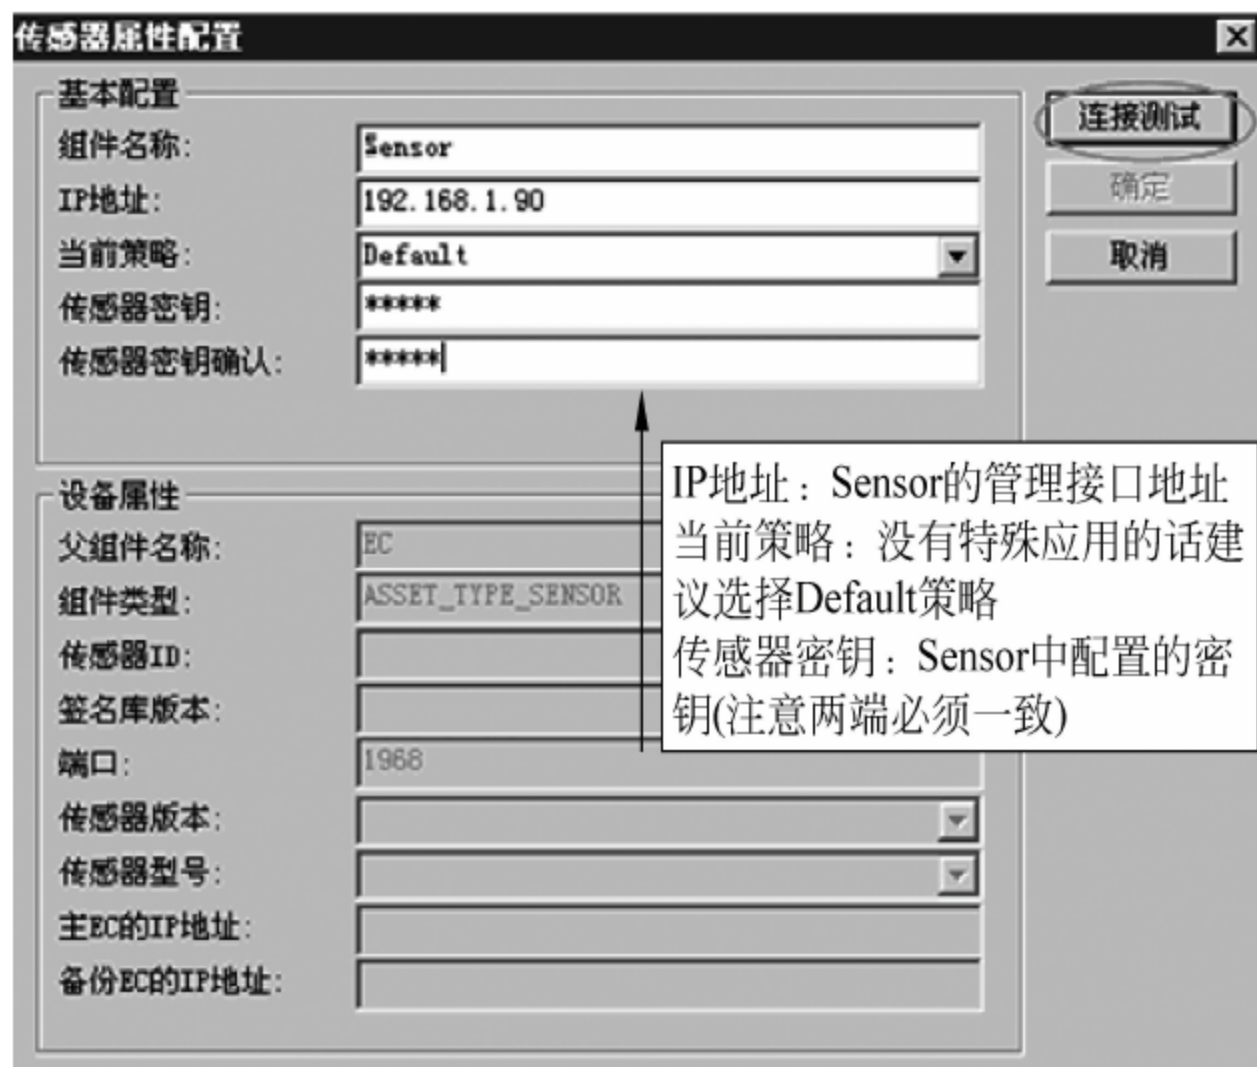 传感器属性配置
基本配置
组件名称: Sensor
IP地址: 192.168.1.90
当前策略: Default
传感器密钥: *****
传感器密钥确认: *****
连接测试
确定
取消
IP地址：Sensor的管理接口地址
当前策略：没有特殊应用的话建
议选择Default策略
传感器密钥：Sensor中配置的密
钥(注意两端必须一致)
设备属性
父组件名称: EC
组件类型: ASSET_TYPE_SENSOR
传感器ID:
签名库版本:
端口: 1968
传感器版本:
传感器型号:
主EC的IP地址:
备份EC的IP地址: